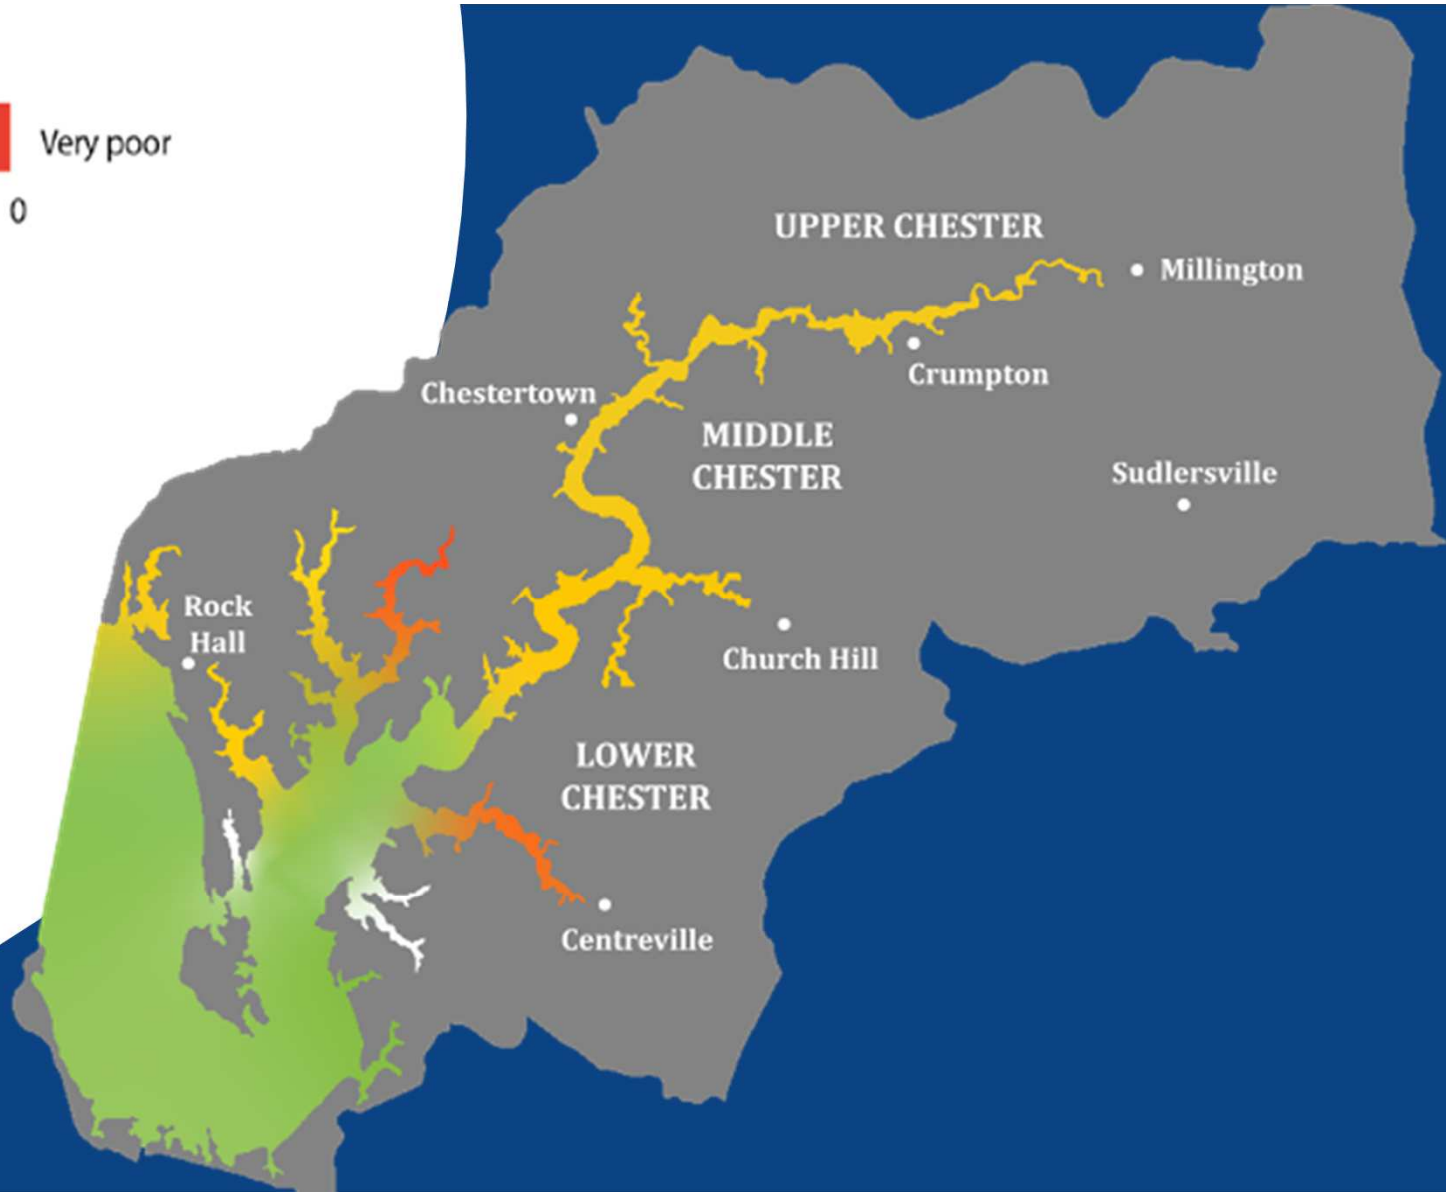 Very poor
0
UPPER CHESTER
Millington
Crumpton
Chestertown
MIDDLE
CHESTER
Sudlersville
Rock
Hall
Church Hill
LOWER
CHESTER
Centreville